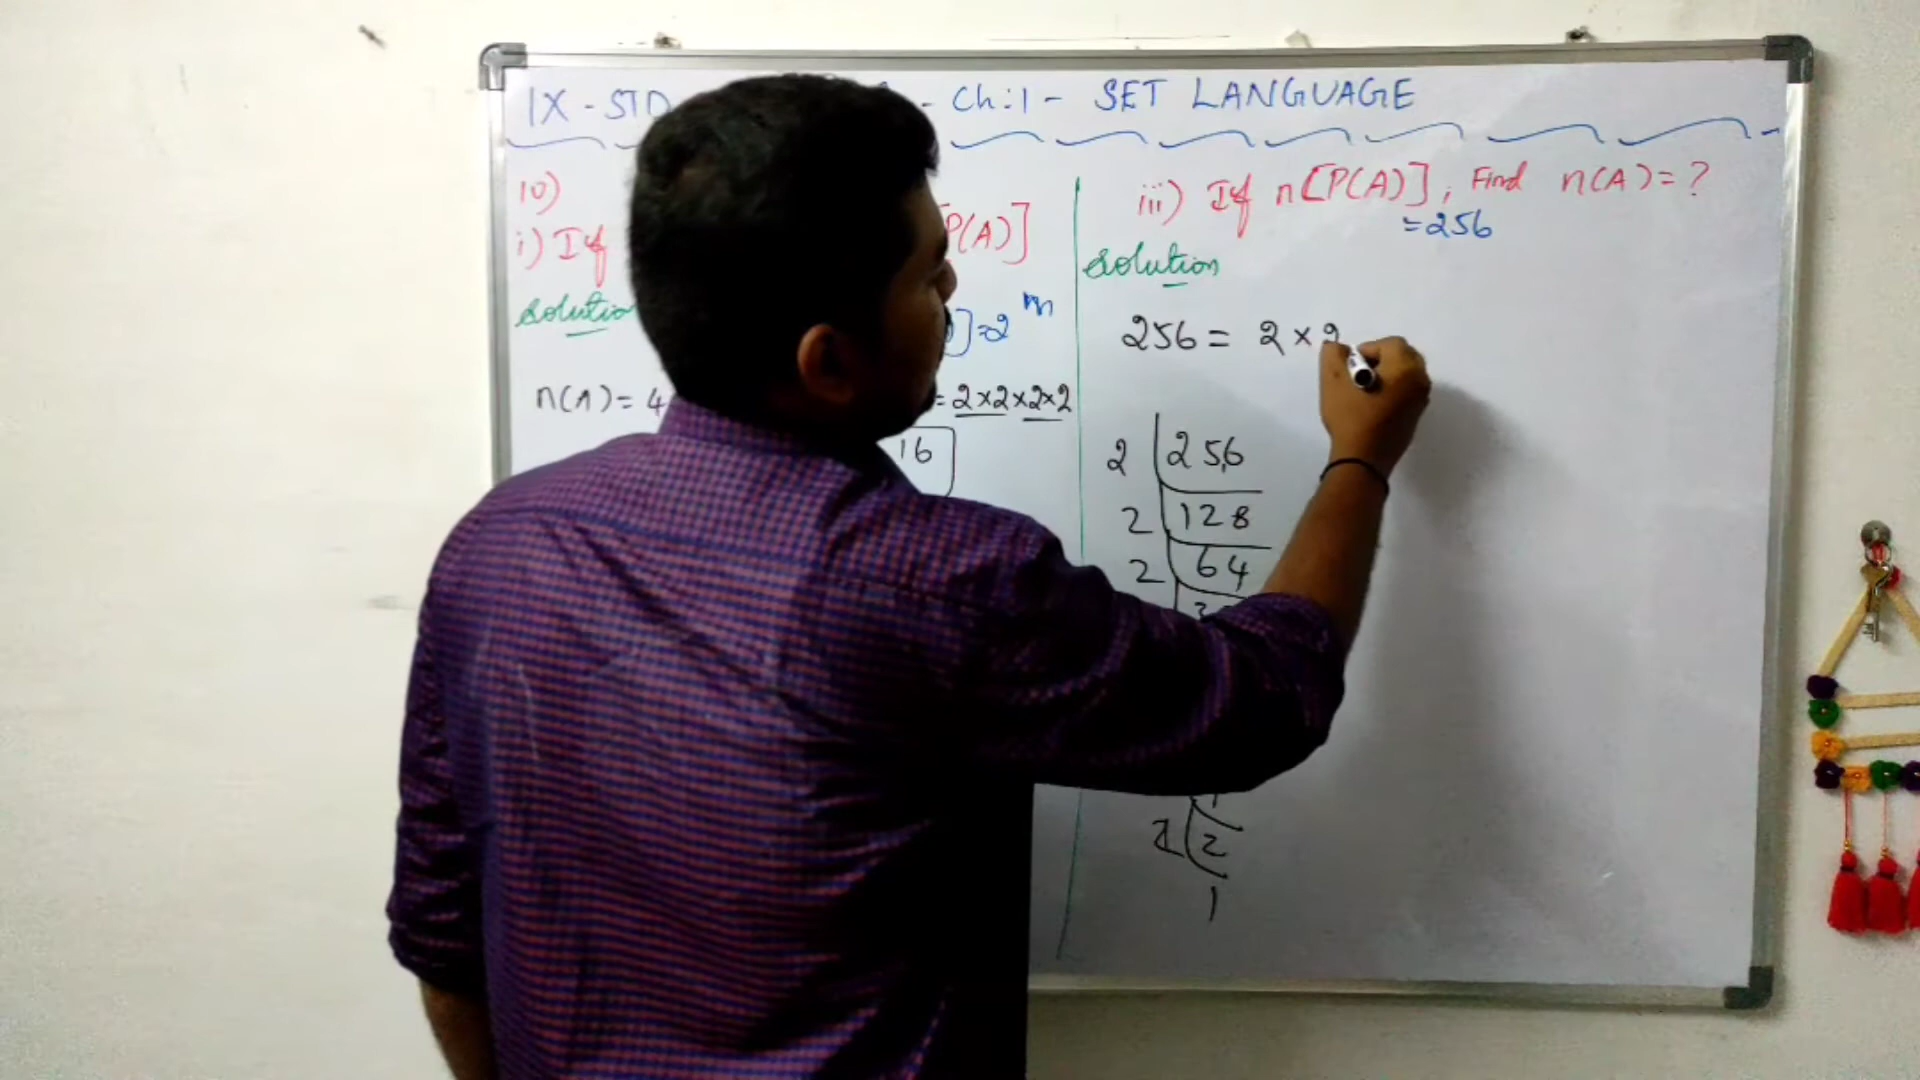 IX - STD - Ch:1 - SET LANGUAGE
10)
i) If P(A)]
Solution
]=2^m
n(A) = 4 = 2×2×2×2
16
iii) If n[P(A)], Find n(A) = ?
=256
Solution
256 = 2 × 2
2 256
2 128
2 64
2 2
1